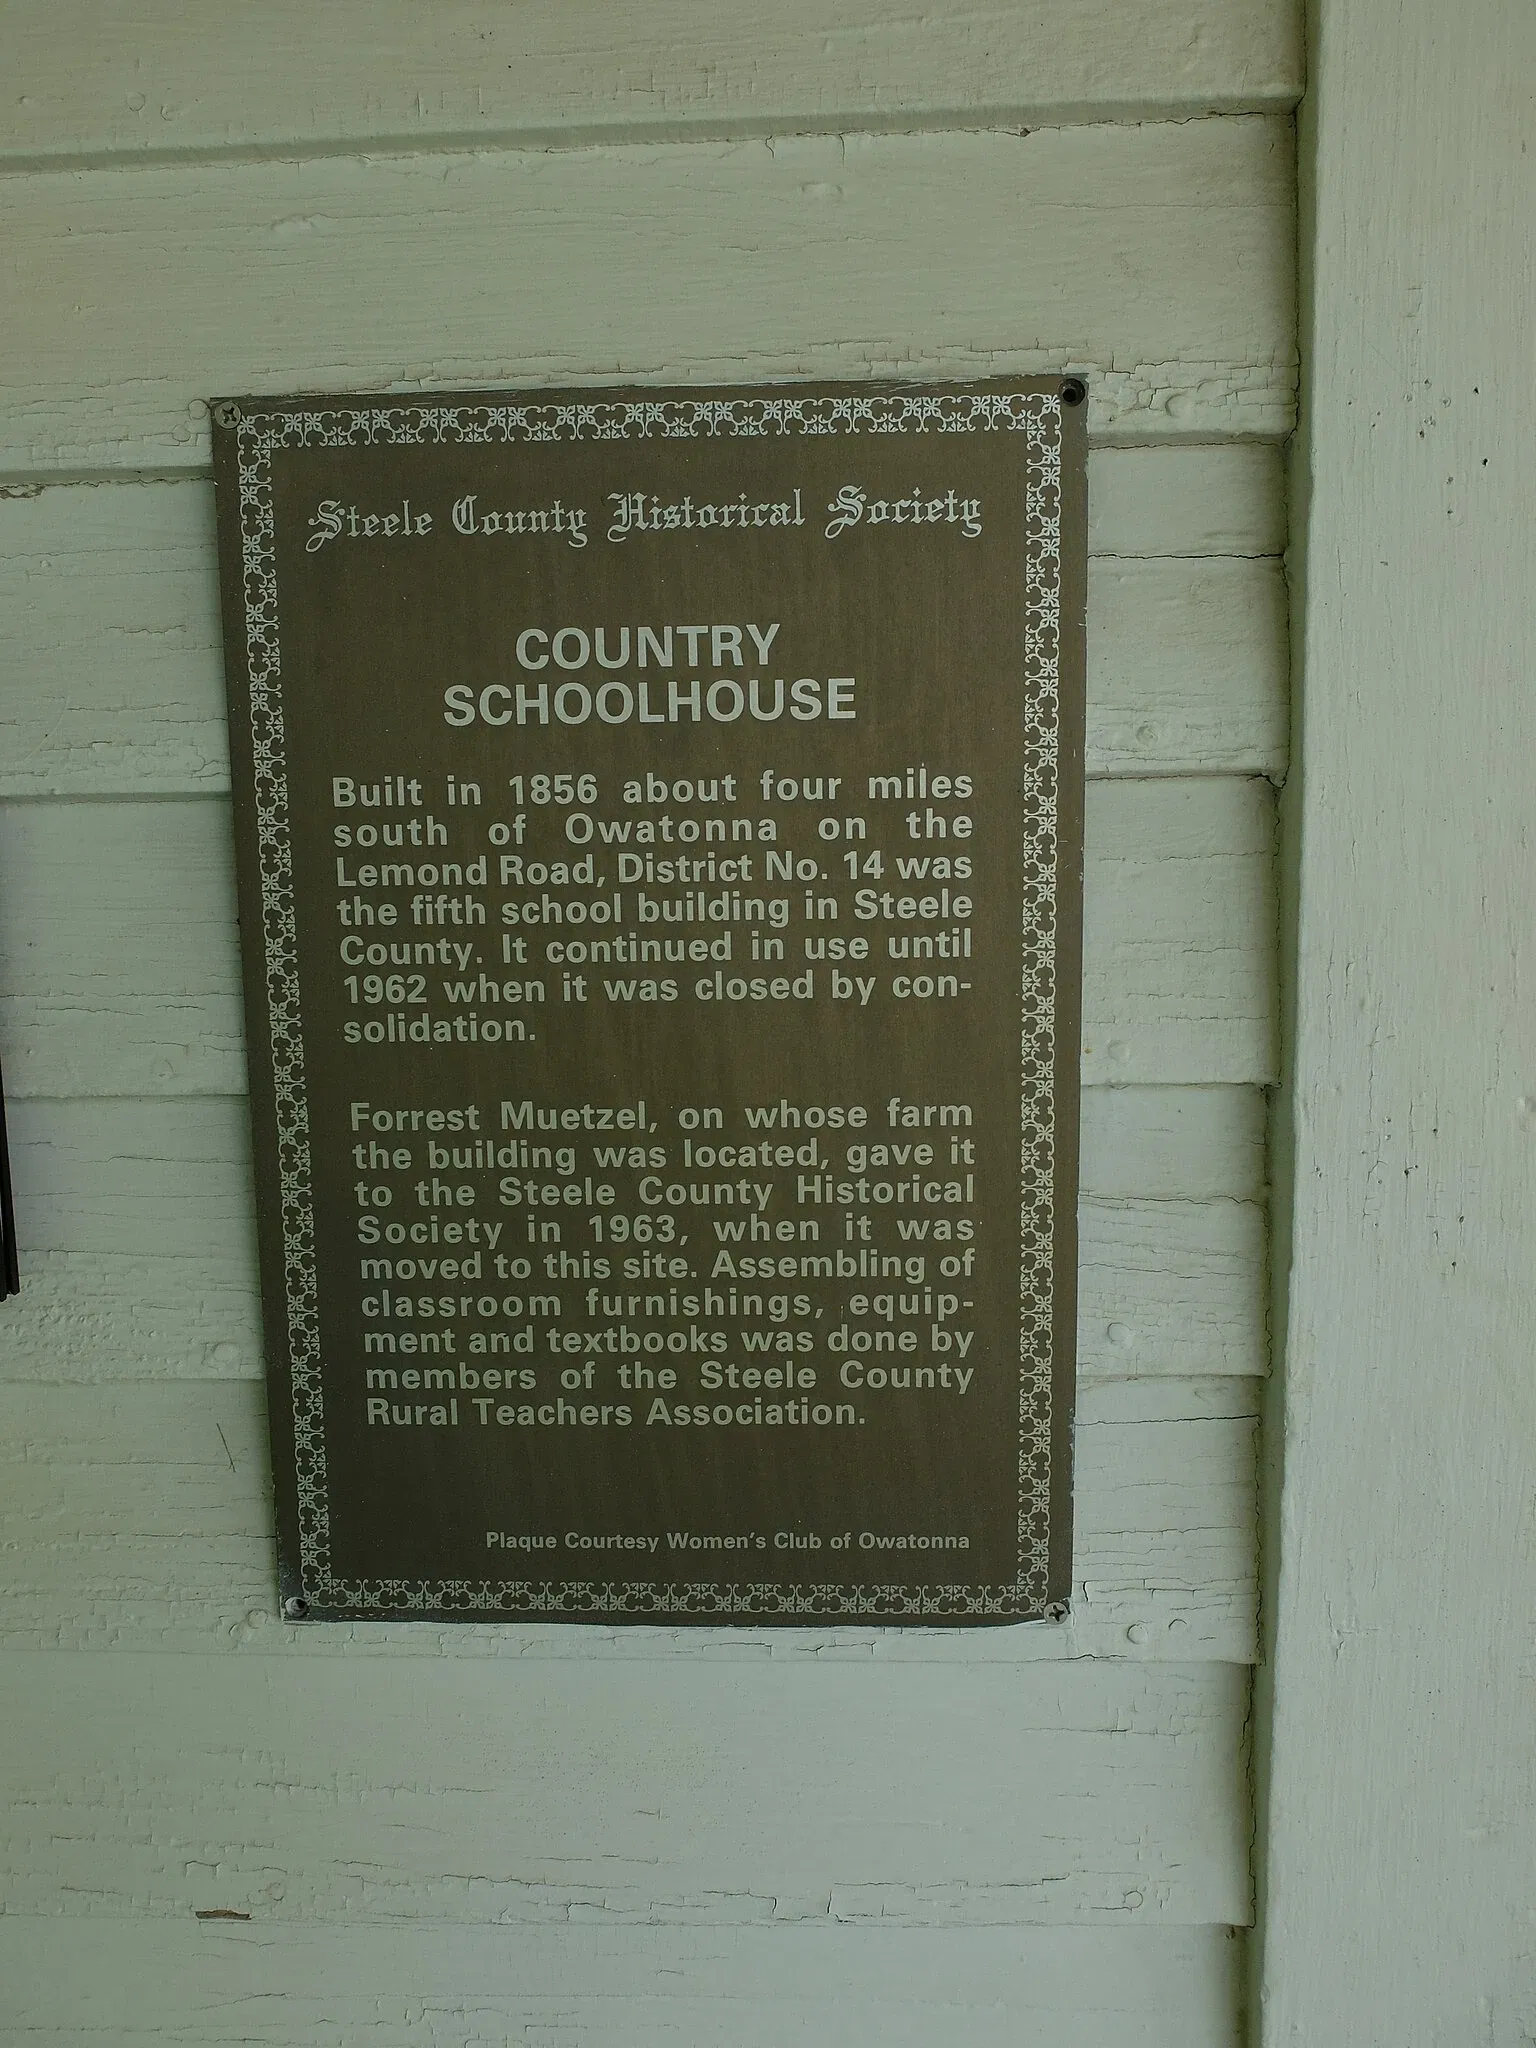 Steele County Historical Society
COUNTRY
SCHOOLHOUSE
Built in 1856 about four miles
south of Owatonna on the
Lemond Road, District No. 14 was
the fifth school building in Steele
County. It continued in use until
1962 when it was closed by con-
solidation.
Forrest Muetzel, on whose farm
the building was located, gave it
to the Steele County Historical
Society in 1963, when it was
moved to this site. Assembling of
classroom furnishings, equip-
ment and textbooks was done by
members of the Steele County
Rural Teachers Association.
Plaque Courtesy Women's Club of Owatonna